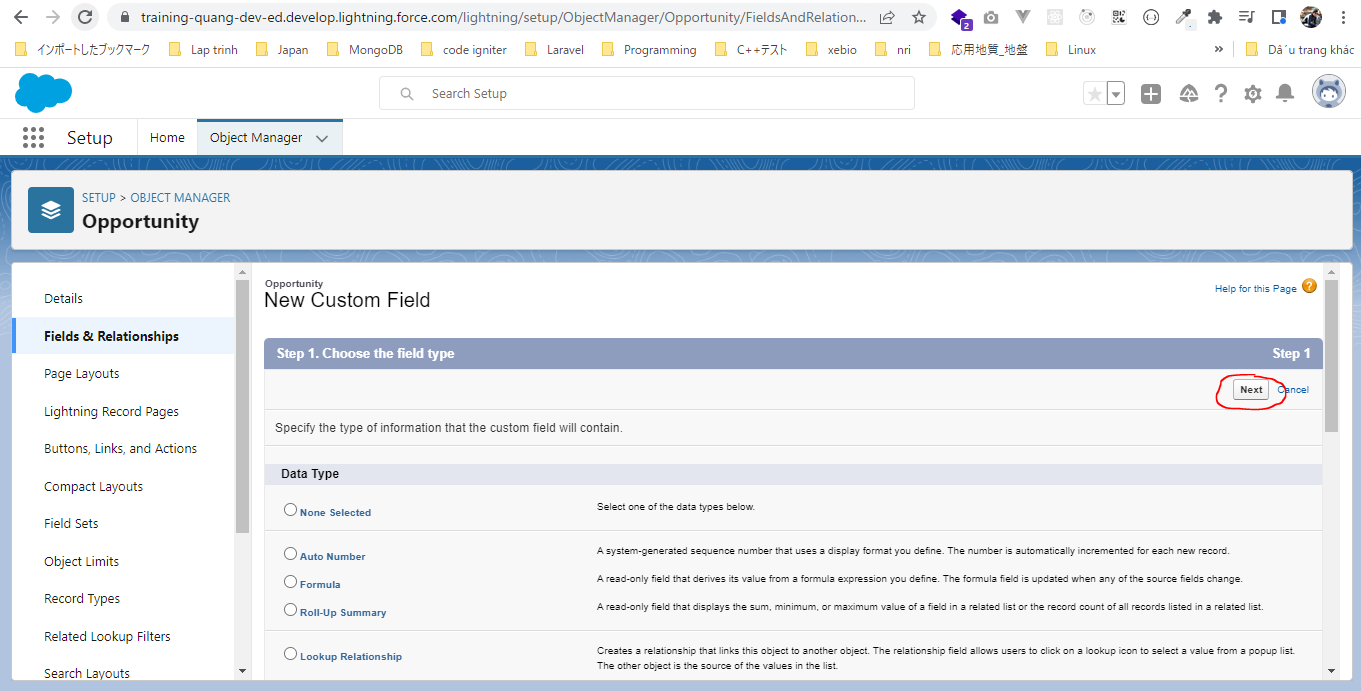 training-quang-dev-ed.develop.lightning.force.com/lightning/setup/ObjectManager/Opportunity/FieldsAndRelation...
2
インポートしたブックマーク Lap trinh Japan MongoDB code igniter Laravel Programming C++テスト xebio nri 応用地質_地盤 Linux » Dấu trang khác
Search Setup
Setup Home Object Manager
SETUP > OBJECT MANAGER
Opportunity
Details
Fields & Relationships
Page Layouts
Lightning Record Pages
Buttons, Links, and Actions
Compact Layouts
Field Sets
Object Limits
Record Types
Related Lookup Filters
Search Layouts
Opportunity
New Custom Field
Help for this Page ?
Step 1. Choose the field type Step 1
Next Cancel
Specify the type of information that the custom field will contain.
Data Type
None Selected Select one of the data types below.
Auto Number A system-generated sequence number that uses a display format you define. The number is automatically incremented for each new record.
Formula A read-only field that derives its value from a formula expression you define. The formula field is updated when any of the source fields change.
Roll-Up Summary A read-only field that displays the sum, minimum, or maximum value of a field in a related list or the record count of all records listed in a related list.
Lookup Relationship Creates a relationship that links this object to another object. The relationship field allows users to click on a lookup icon to select a value from a popup list.
The other object is the source of the values in the list.